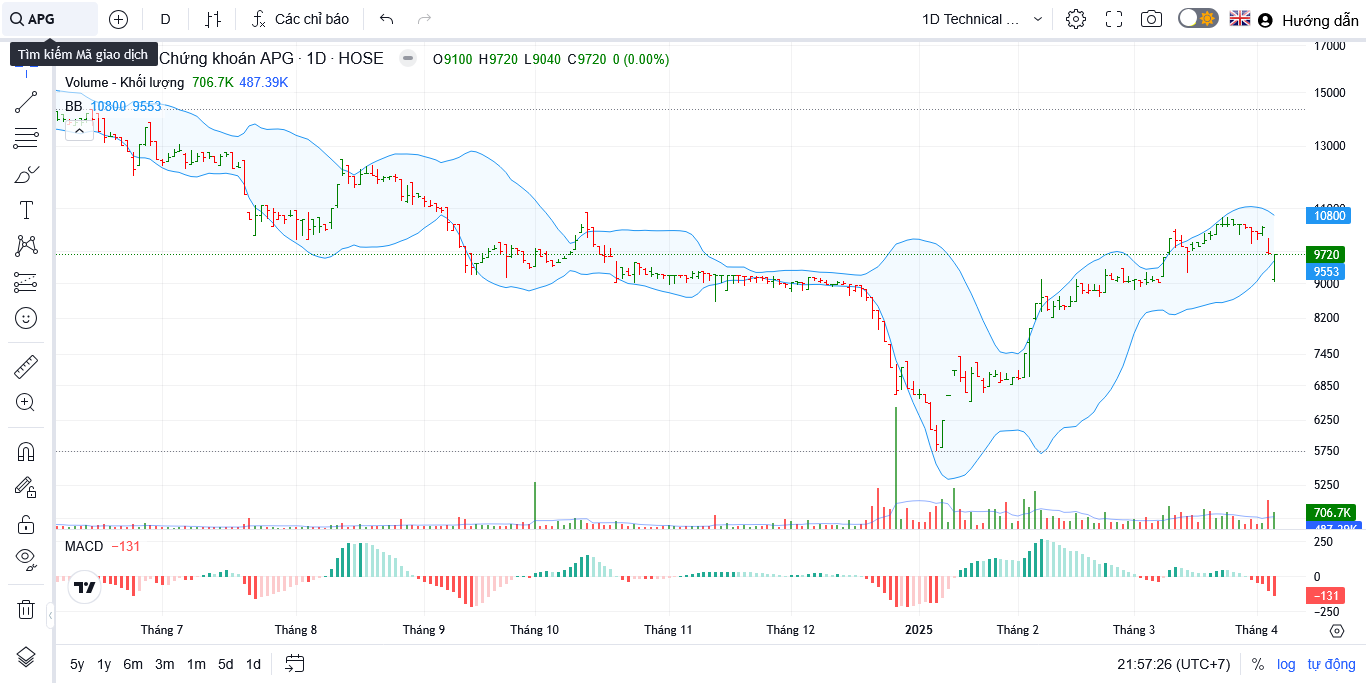 APG
D
Các chỉ báo
1D Technical ...
Hướng dẫn
Tìm kiếm Mã giao dịch
Chứng khoán APG · 1D · HOSE
O9100 H9720 L9040 C9720 0 (0.00%)
Volume - Khối lượng 706.7K 487.39K
BB 10800 9553
17000
15000
13000
11000
10800
9720
9553
9000
8200
7450
6850
6250
5750
5250
706.7K
487.39K
MACD −131
250
0
−131
−250
Tháng 7
Tháng 8
Tháng 9
Tháng 10
Tháng 11
Tháng 12
2025
Tháng 2
Tháng 3
Tháng 4
5y 1y 6m 3m 1m 5d 1d
21:57:26 (UTC+7)
% log tự động